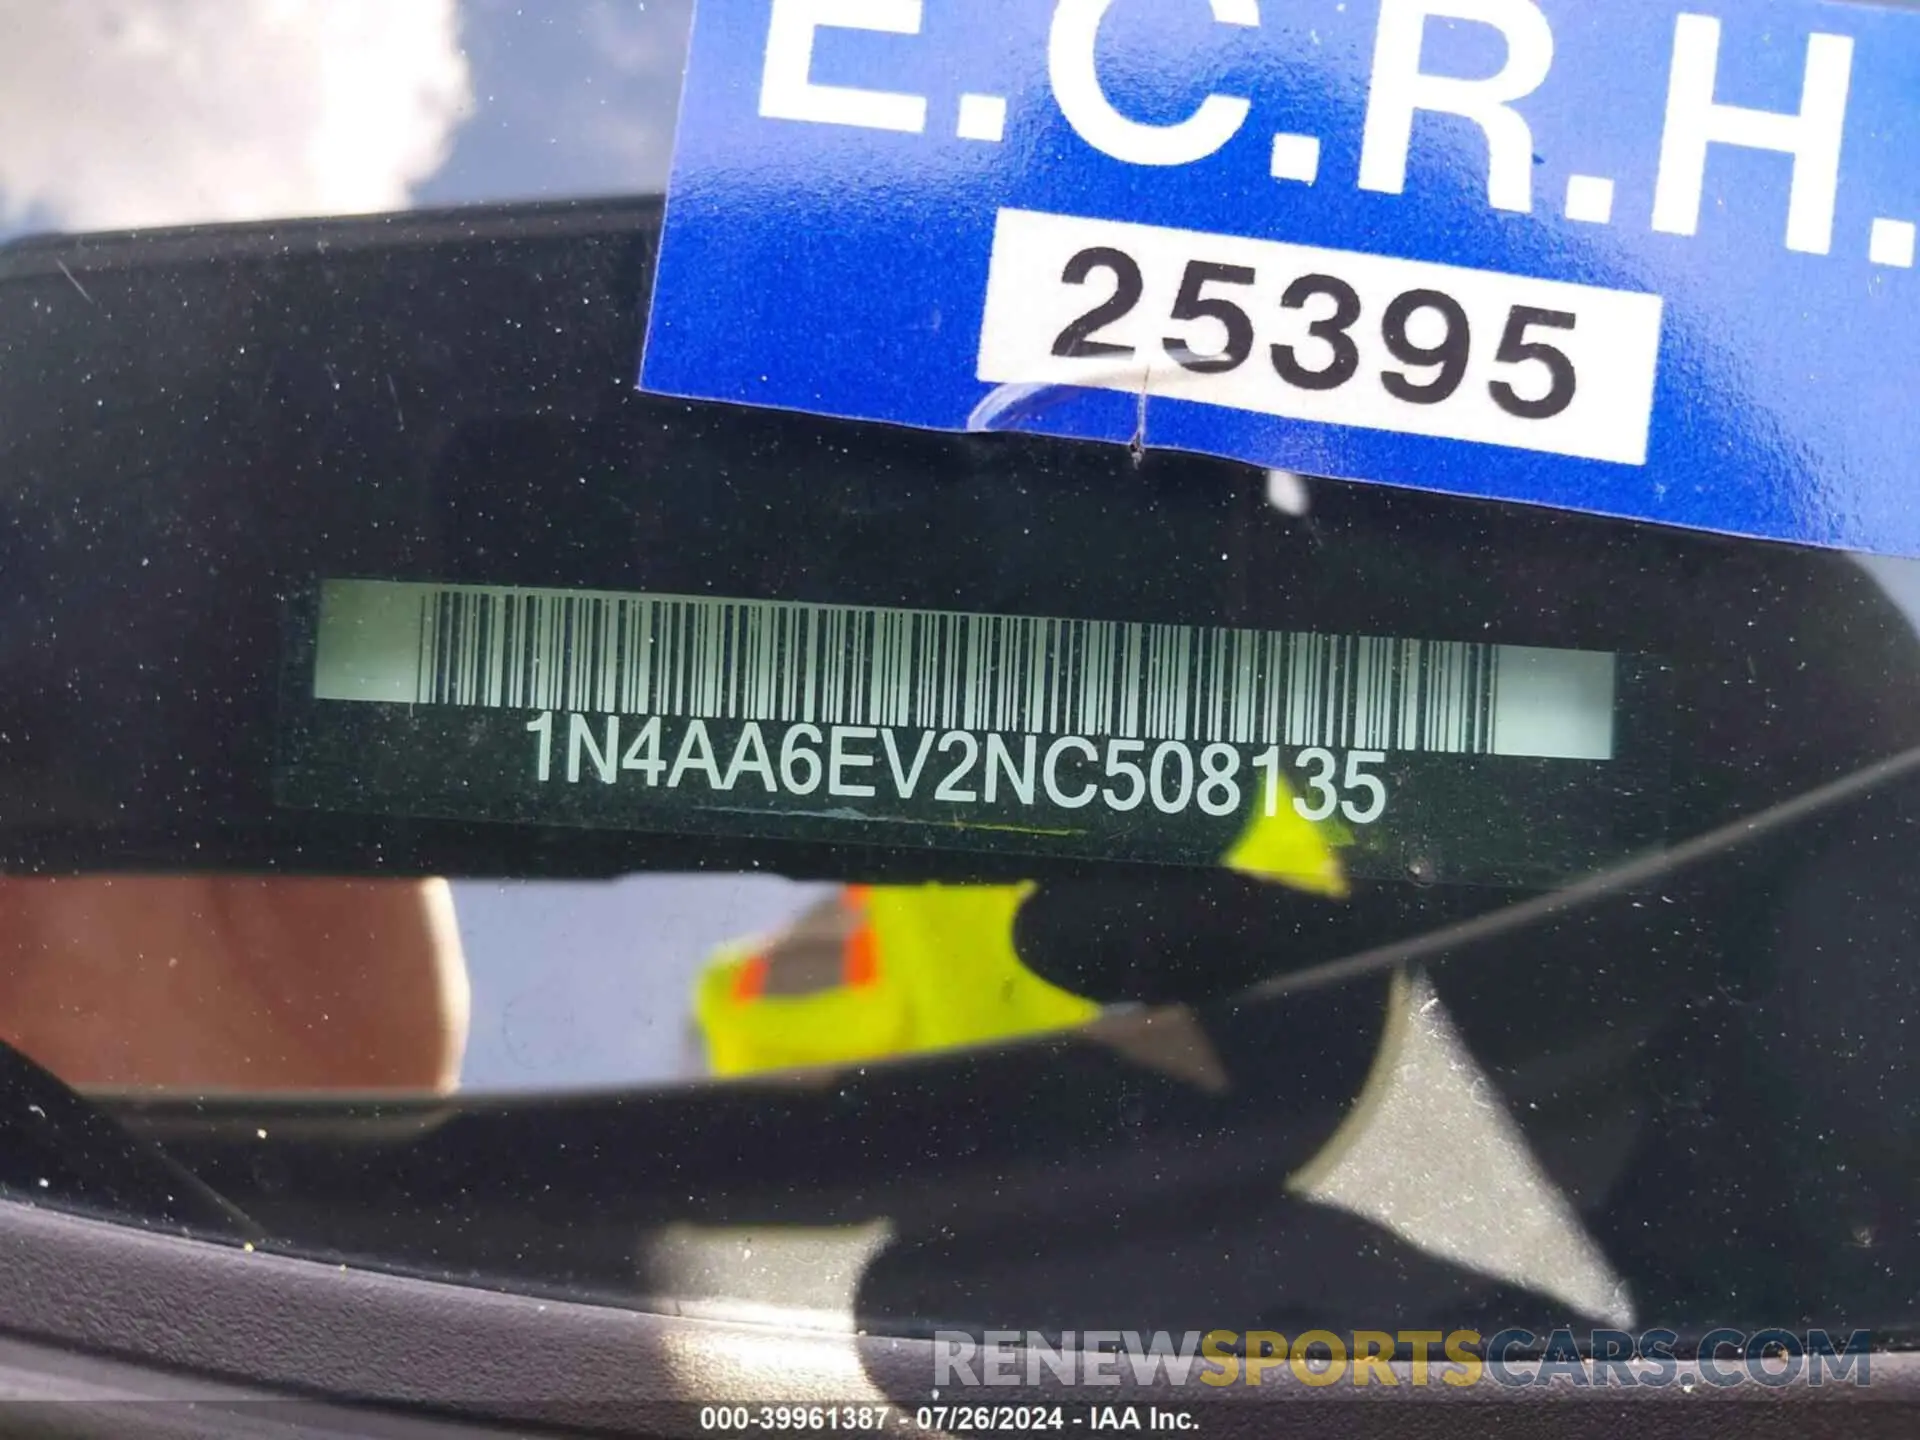 E.C.R.H.
25395
1N4AA6EV2NC508135
RENEWSPORTSCARS.COM
000-39961387 - 07/26/2024 - IAA Inc.